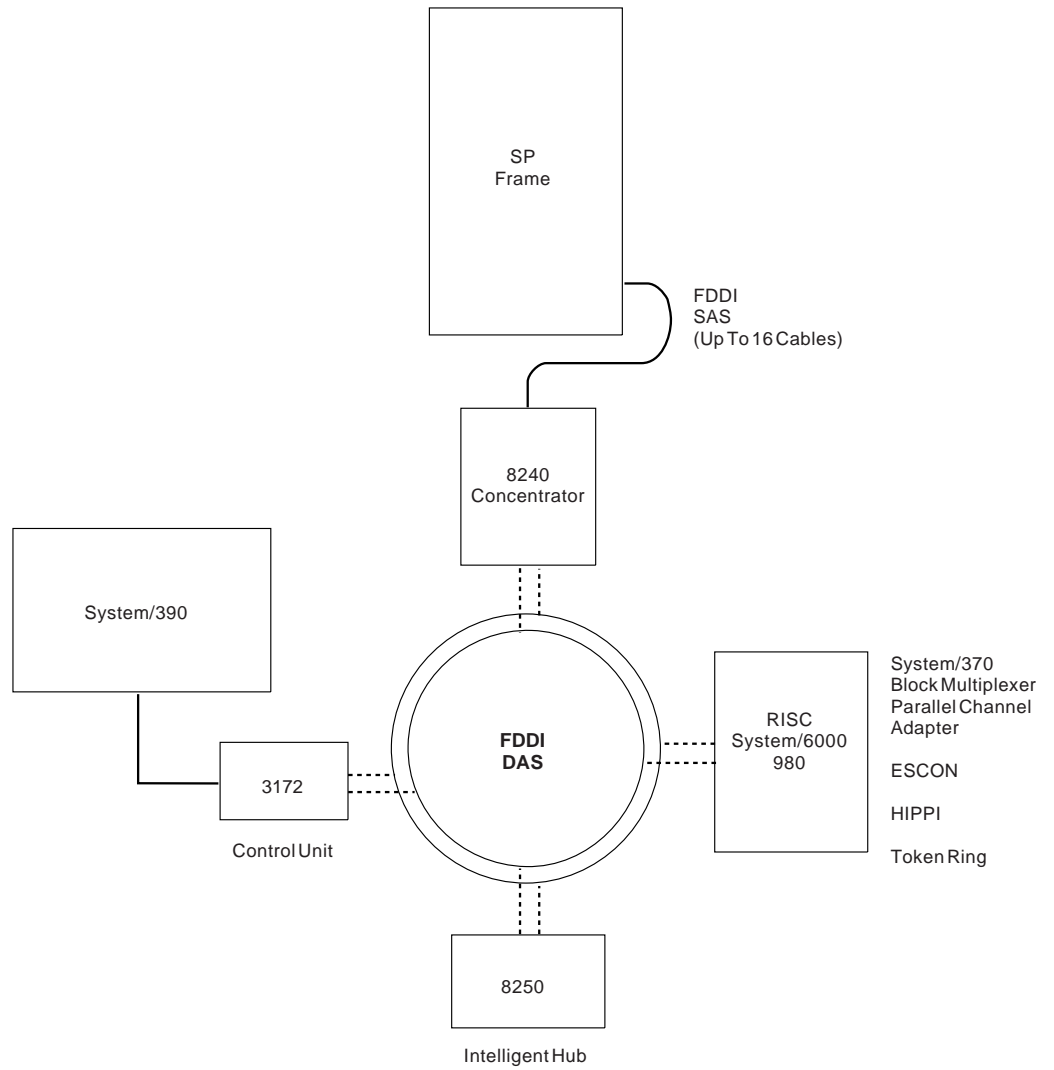 SP
Frame
FDDI
SAS
(Up To 16 Cables)
8240
Concentrator
System/390
FDDI
DAS
RISC
System/6000
980
System/370
Block Multiplexer
Parallel Channel
Adapter
ESCON
HIPPI
Token Ring
3172
Control Unit
8250
Intelligent Hub